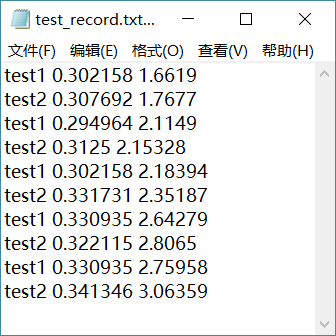 test_record.txt...
文件(F) 编辑(E) 格式(O) 查看(V) 帮助(H)
test1 0.302158 1.6619
test2 0.307692 1.7677
test1 0.294964 2.1149
test2 0.3125 2.15328
test1 0.302158 2.18394
test2 0.331731 2.35187
test1 0.330935 2.64279
test2 0.322115 2.8065
test1 0.330935 2.75958
test2 0.341346 3.06359